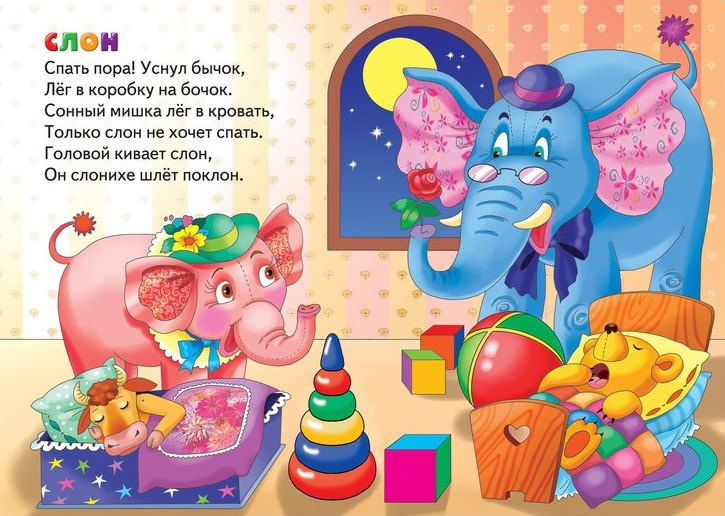 СЛОН
Спать пора! Уснул бычок,
Лёг в коробку на бочок.
Сонный мишка лёг в кровать,
Только слон не хочет спать.
Головой кивает слон,
Он слонихе шлёт поклон.